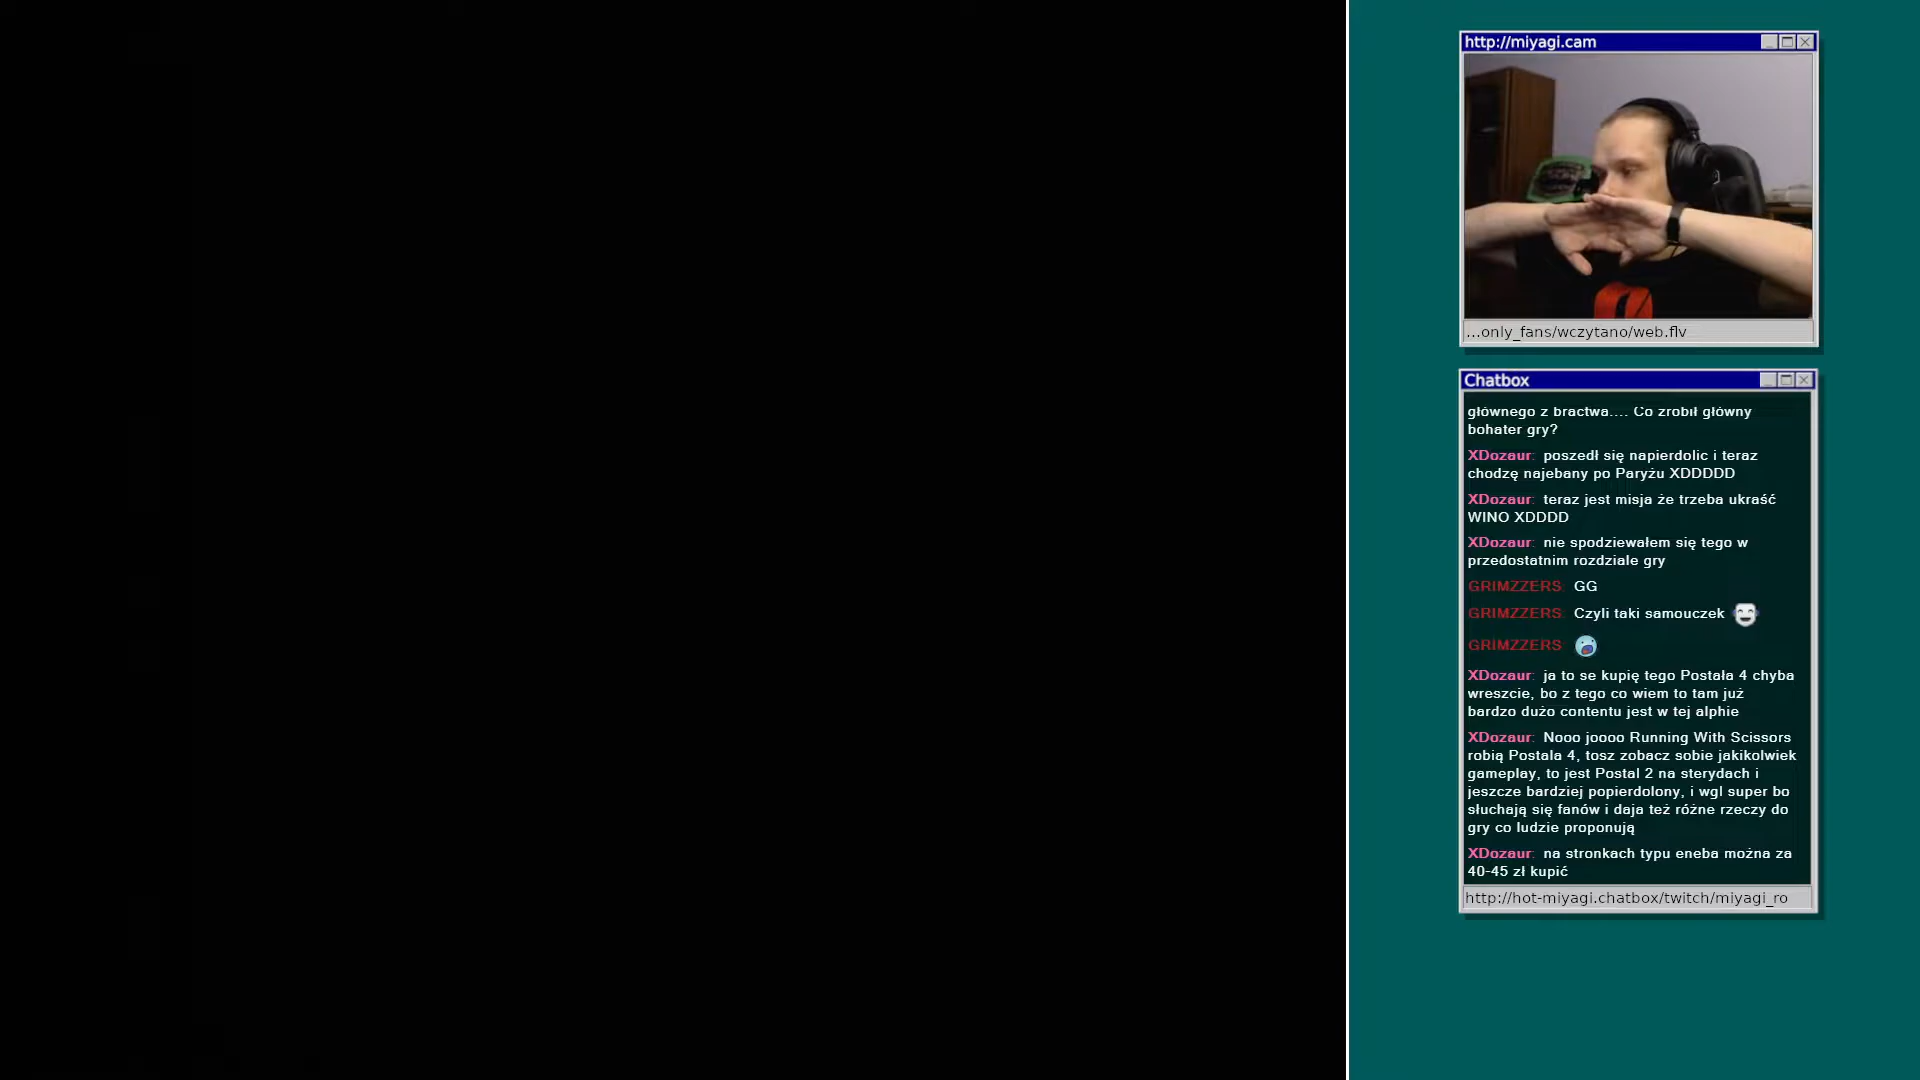 http://miyagi.cam
...only_fans/wczytano/web.flv
Chatbox
głównego z bractwa.... Co zrobił główny
bohater gry?
XDozaur: poszedł się napierdolic i teraz
chodzę najebany po Paryżu XDDDDD
XDozaur: teraz jest misja że trzeba ukraść
WINO XDDDD
XDozaur: nie spodziewałem się tego w
przedostatnim rozdziale gry
GRIMZZERS: GG
GRIMZZERS: Czyli taki samouczek
GRIMZZERS:
XDozaur: ja to se kupię tego Postala 4 chyba
wreszcie, bo z tego co wiem to tam już
bardzo dużo contentu jest w tej alphie
XDozaur: Nooo joooo Running With Scissors
robią Postala 4, tosz zobacz sobie jakikolwiek
gameplay, to jest Postal 2 na sterydach i
jeszcze bardziej popierdolony, i wgl super bo
słuchają się fanów i daja też różne rzeczy do
gry co ludzie proponują
XDozaur: na stronkach typu eneba można za
40-45 zł kupić
http://hot-miyagi.chatbox/twitch/miyagi_ro